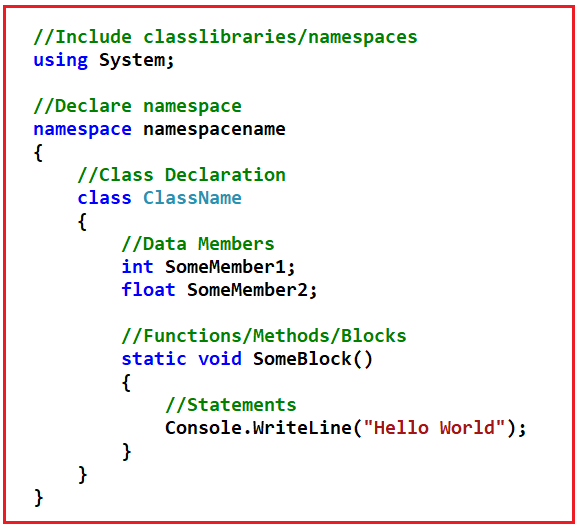 //Include classlibraries/namespaces
using System;
//Declare namespace
namespace namespacename
{
//Class Declaration
class ClassName
{
//Data Members
int SomeMember1;
float SomeMember2;
//Functions/Methods/Blocks
static void SomeBlock()
{
//Statements
Console.WriteLine("Hello World");
}
}
}